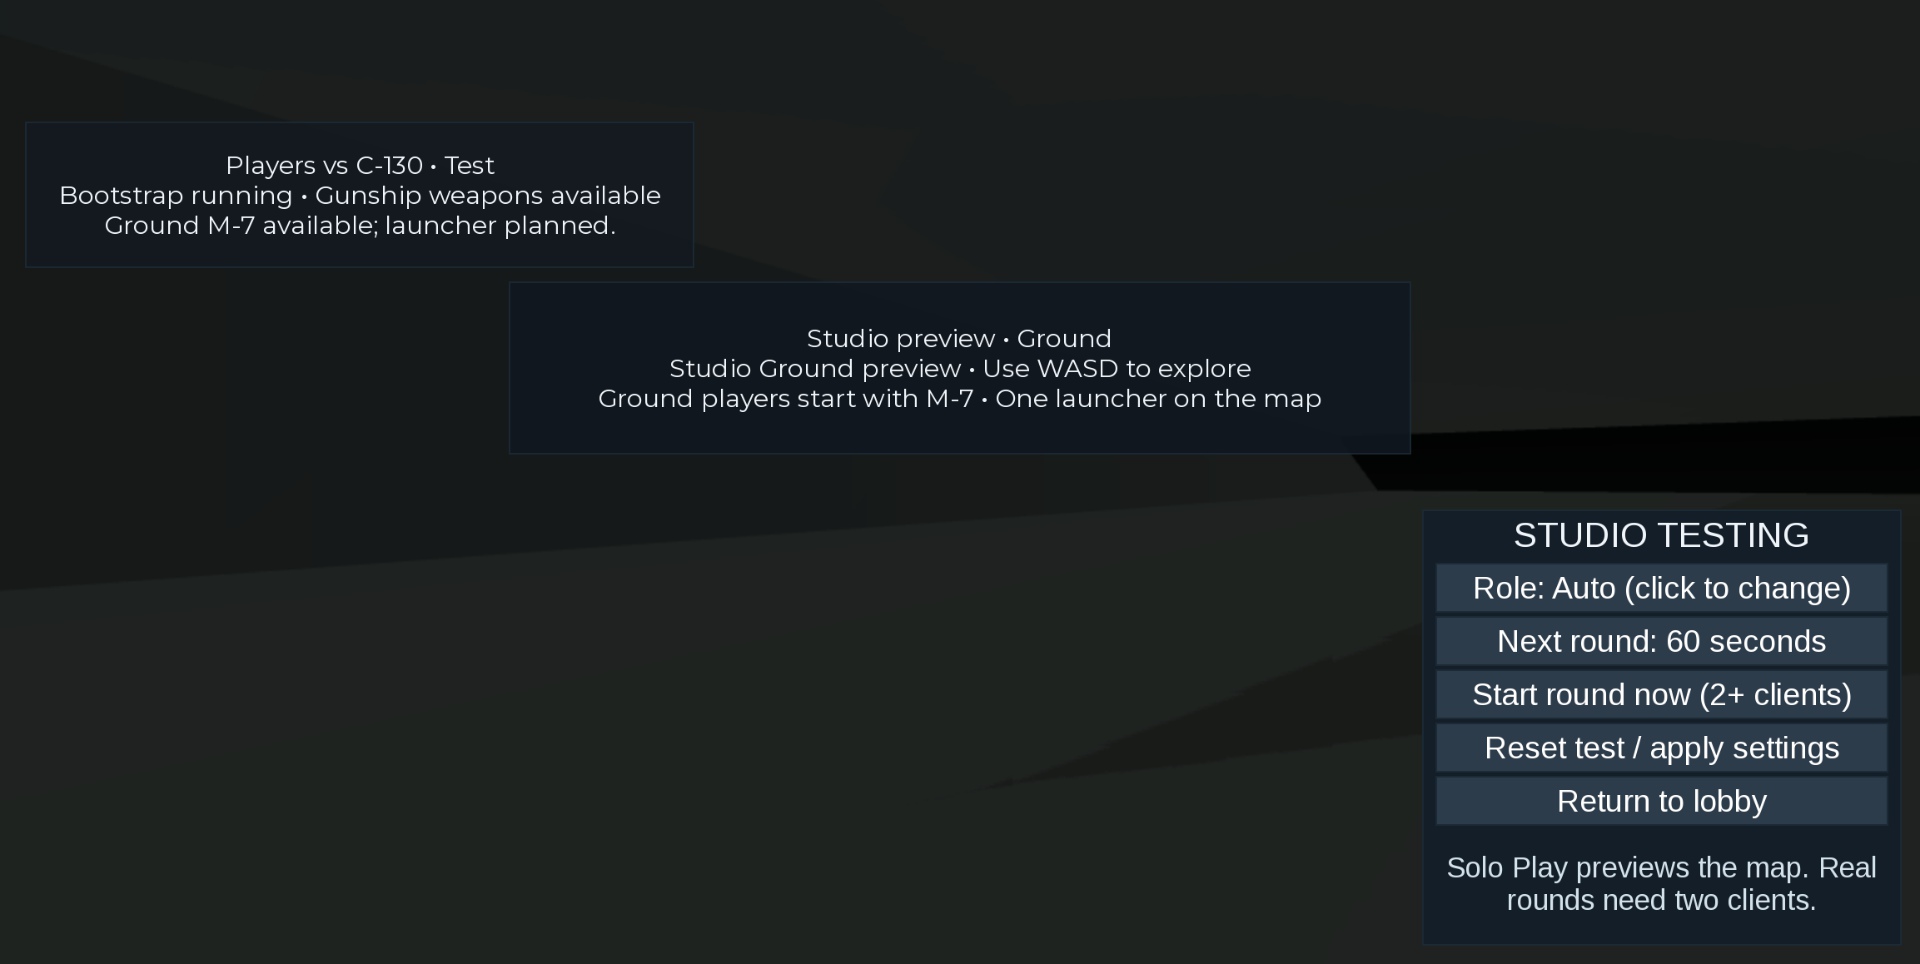 Players vs C-130 • Test
Bootstrap running • Gunship weapons available
Ground M-7 available; launcher planned.
Studio preview • Ground
Studio Ground preview • Use WASD to explore
Ground players start with M-7 • One launcher on the map
STUDIO TESTING
Role: Auto (click to change)
Next round: 60 seconds
Start round now (2+ clients)
Reset test / apply settings
Return to lobby
Solo Play previews the map. Real
rounds need two clients.